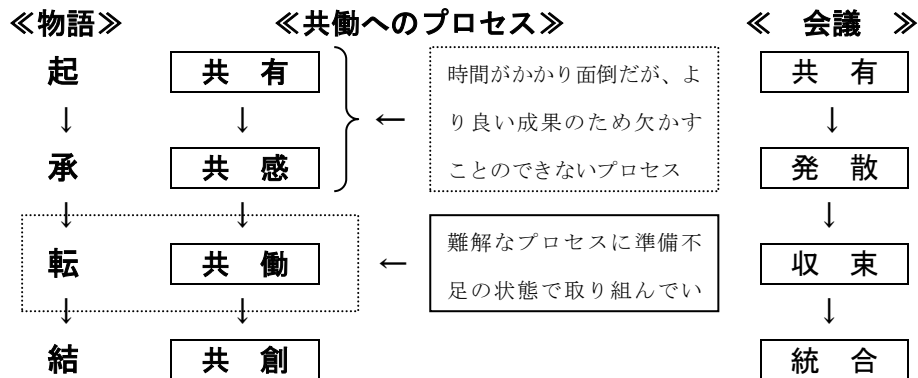 ≪物語≫ ≪共働へのプロセス≫ ≪ 会議 ≫
起 共 有 時間がかかり面倒だが、よ 共 有
↓ ↓ ← り良い成果のため欠かす ↓
承 共 感 ことのできないプロセス 発 散
↓ ↓ ↓
転 共 働 ← 難解なプロセスに準備不 収 束
足の状態で取り組んでい
↓ ↓ ↓
結 共 創 統 合